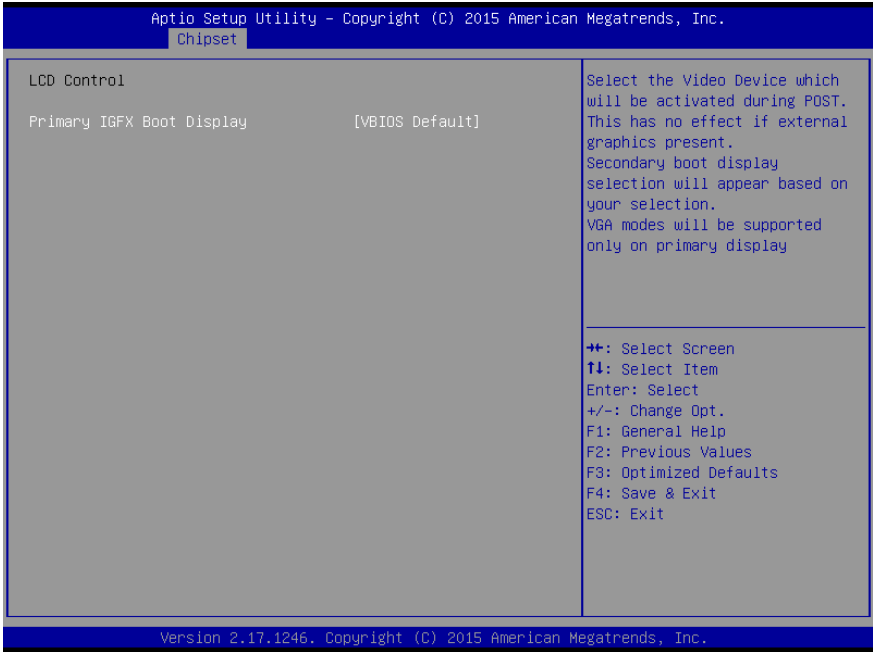 Aptio Setup Utility – Copyright (C) 2015 American Megatrends, Inc.
Chipset
LCD Control
Primary IGFX Boot Display [VBIOS Default]
Select the Video Device which
will be activated during POST.
This has no effect if external
graphics present.
Secondary boot display
selection will appear based on
your selection.
VGA modes will be supported
only on primary display
→←: Select Screen
↑↓: Select Item
Enter: Select
+/-: Change Opt.
F1: General Help
F2: Previous Values
F3: Optimized Defaults
F4: Save & Exit
ESC: Exit
Version 2.17.1246. Copyright (C) 2015 American Megatrends, Inc.